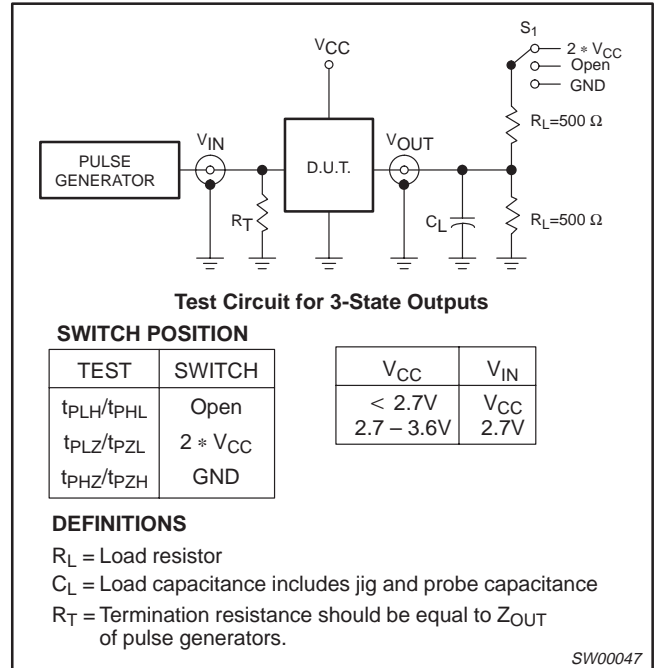 S1
2 * VCC
Open
GND
VCC
RL=500 Ω
VIN
VOUT
PULSE
GENERATOR
D.U.T.
RT
CL
RL=500 Ω
Test Circuit for 3-State Outputs
SWITCH POSITION
TEST SWITCH
tPLH/tPHL Open
tPLZ/tPZL 2 * VCC
tPHZ/tPZH GND
VCC VIN
< 2.7V VCC
2.7 – 3.6V 2.7V
DEFINITIONS
RL = Load resistor
CL = Load capacitance includes jig and probe capacitance
RT = Termination resistance should be equal to ZOUT
of pulse generators.
SW00047